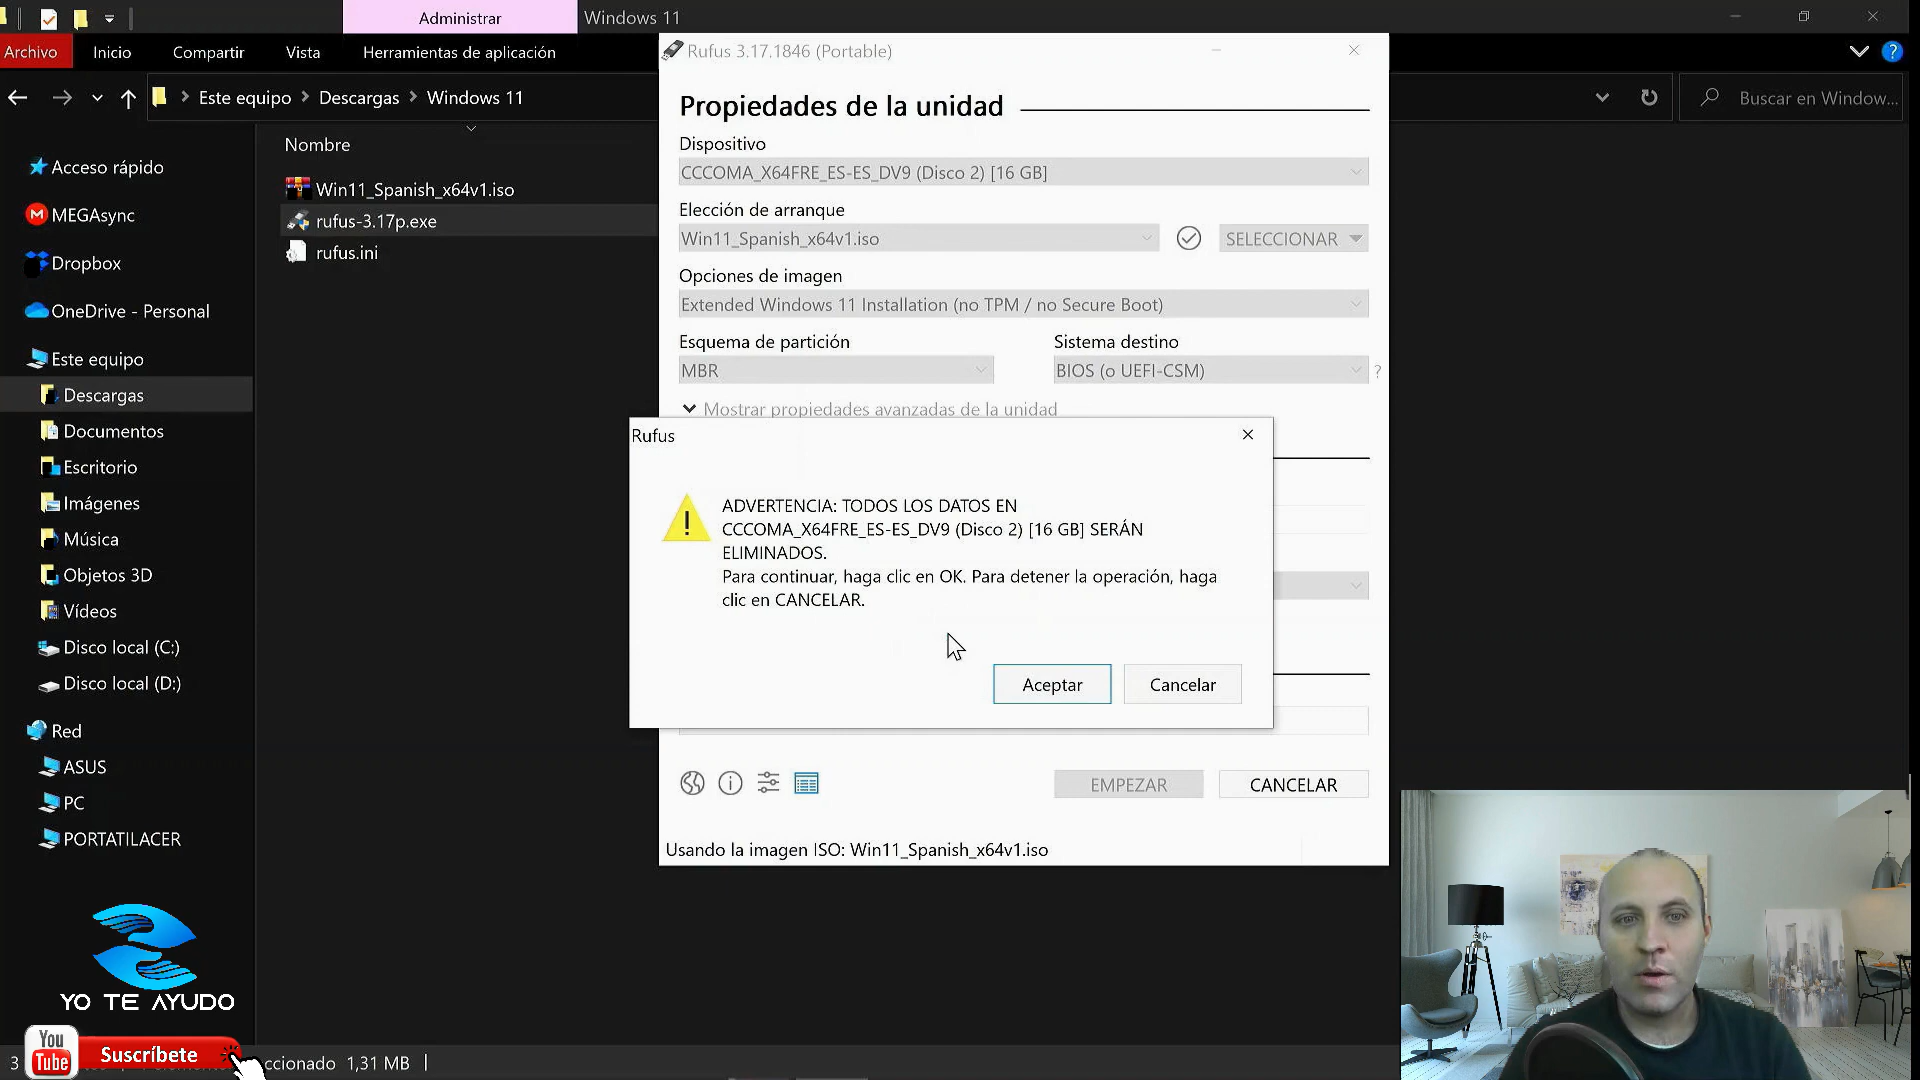 Administrar
Windows 11
Archivo
Inicio
Compartir
Vista
Herramientas de aplicación
Este equipo
Descargas
Windows 11
Buscar en Window...
Nombre
Win11_Spanish_x64v1.iso
rufus-3.17p.exe
rufus.ini
Acceso rápido
MEGAsync
Dropbox
OneDrive - Personal
Este equipo
Descargas
Documentos
Escritorio
Imágenes
Música
Objetos 3D
Vídeos
Disco local (C:)
Disco local (D:)
Red
ASUS
PC
PORTATILACER
Rufus 3.17.1846 (Portable)
Propiedades de la unidad
Dispositivo
CCCOMA_X64FRE_ES-ES_DV9 (Disco 2) [16 GB]
Elección de arranque
Win11_Spanish_x64v1.iso
SELECCIONAR
Opciones de imagen
Extended Windows 11 Installation (no TPM / no Secure Boot)
Esquema de partición
Sistema destino
MBR
BIOS (o UEFI-CSM)
?
Mostrar propiedades avanzadas de la unidad
Rufus
ADVERTENCIA: TODOS LOS DATOS EN
CCCOMA_X64FRE_ES-ES_DV9 (Disco 2) [16 GB] SERÁN
ELIMINADOS.
Para continuar, haga clic en OK. Para detener la operación, haga
clic en CANCELAR.
Aceptar
Cancelar
EMPEZAR
CANCELAR
Usando la imagen ISO: Win11_Spanish_x64v1.iso
YO TE AYUDO
You
Tube
Suscríbete
3
ccionado 1,31 MB